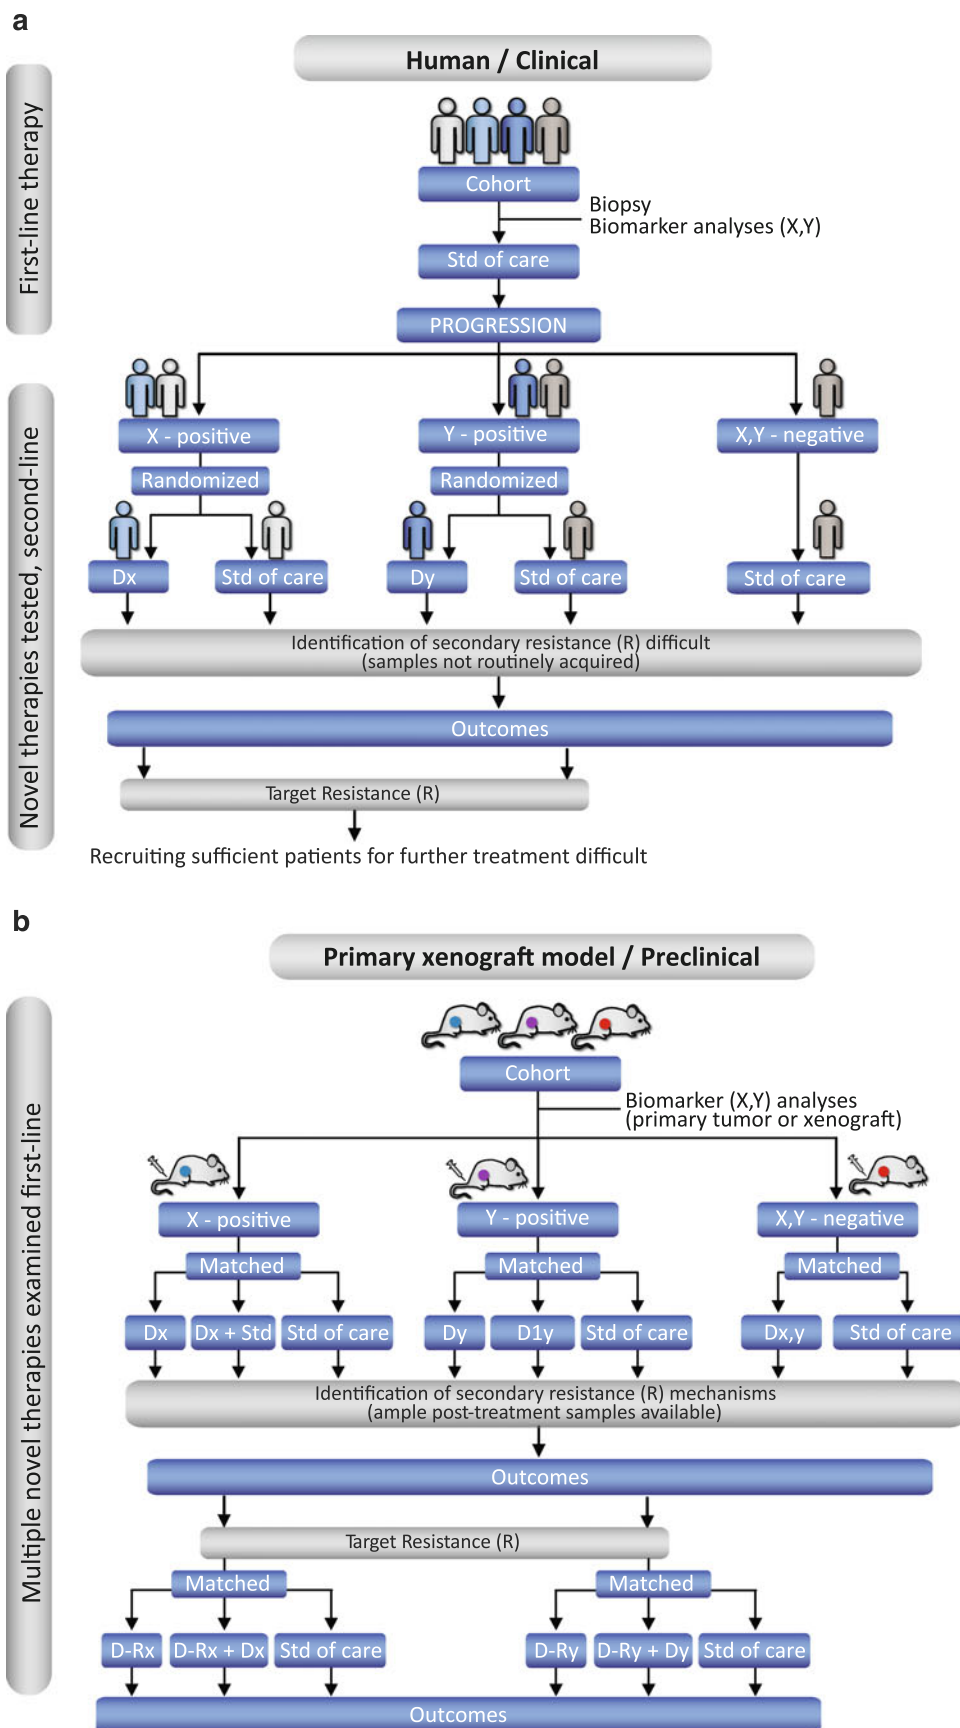 a
Human / Clinical
First-line therapy
Cohort
Biopsy
Biomarker analyses (X,Y)
Std of care
PROGRESSION
Novel therapies tested, second-line
X - positive
Y - positive
X,Y - negative
Randomized
Randomized
Dx
Std of care
Dy
Std of care
Std of care
Identification of secondary resistance (R) difficult
(samples not routinely acquired)
Outcomes
Target Resistance (R)
Recruiting sufficient patients for further treatment difficult
b
Primary xenograft model / Preclinical
Multiple novel therapies examined first-line
Cohort
Biomarker (X,Y) analyses
(primary tumor or xenograft)
X - positive
Y - positive
X,Y - negative
Matched
Matched
Matched
Dx
Dx + Std
Std of care
Dy
D1y
Std of care
Dx,y
Std of care
Identification of secondary resistance (R) mechanisms
(ample post-treatment samples available)
Outcomes
Target Resistance (R)
Matched
Matched
D-Rx
D-Rx + Dx
Std of care
D-Ry
D-Ry + Dy
Std of care
Outcomes